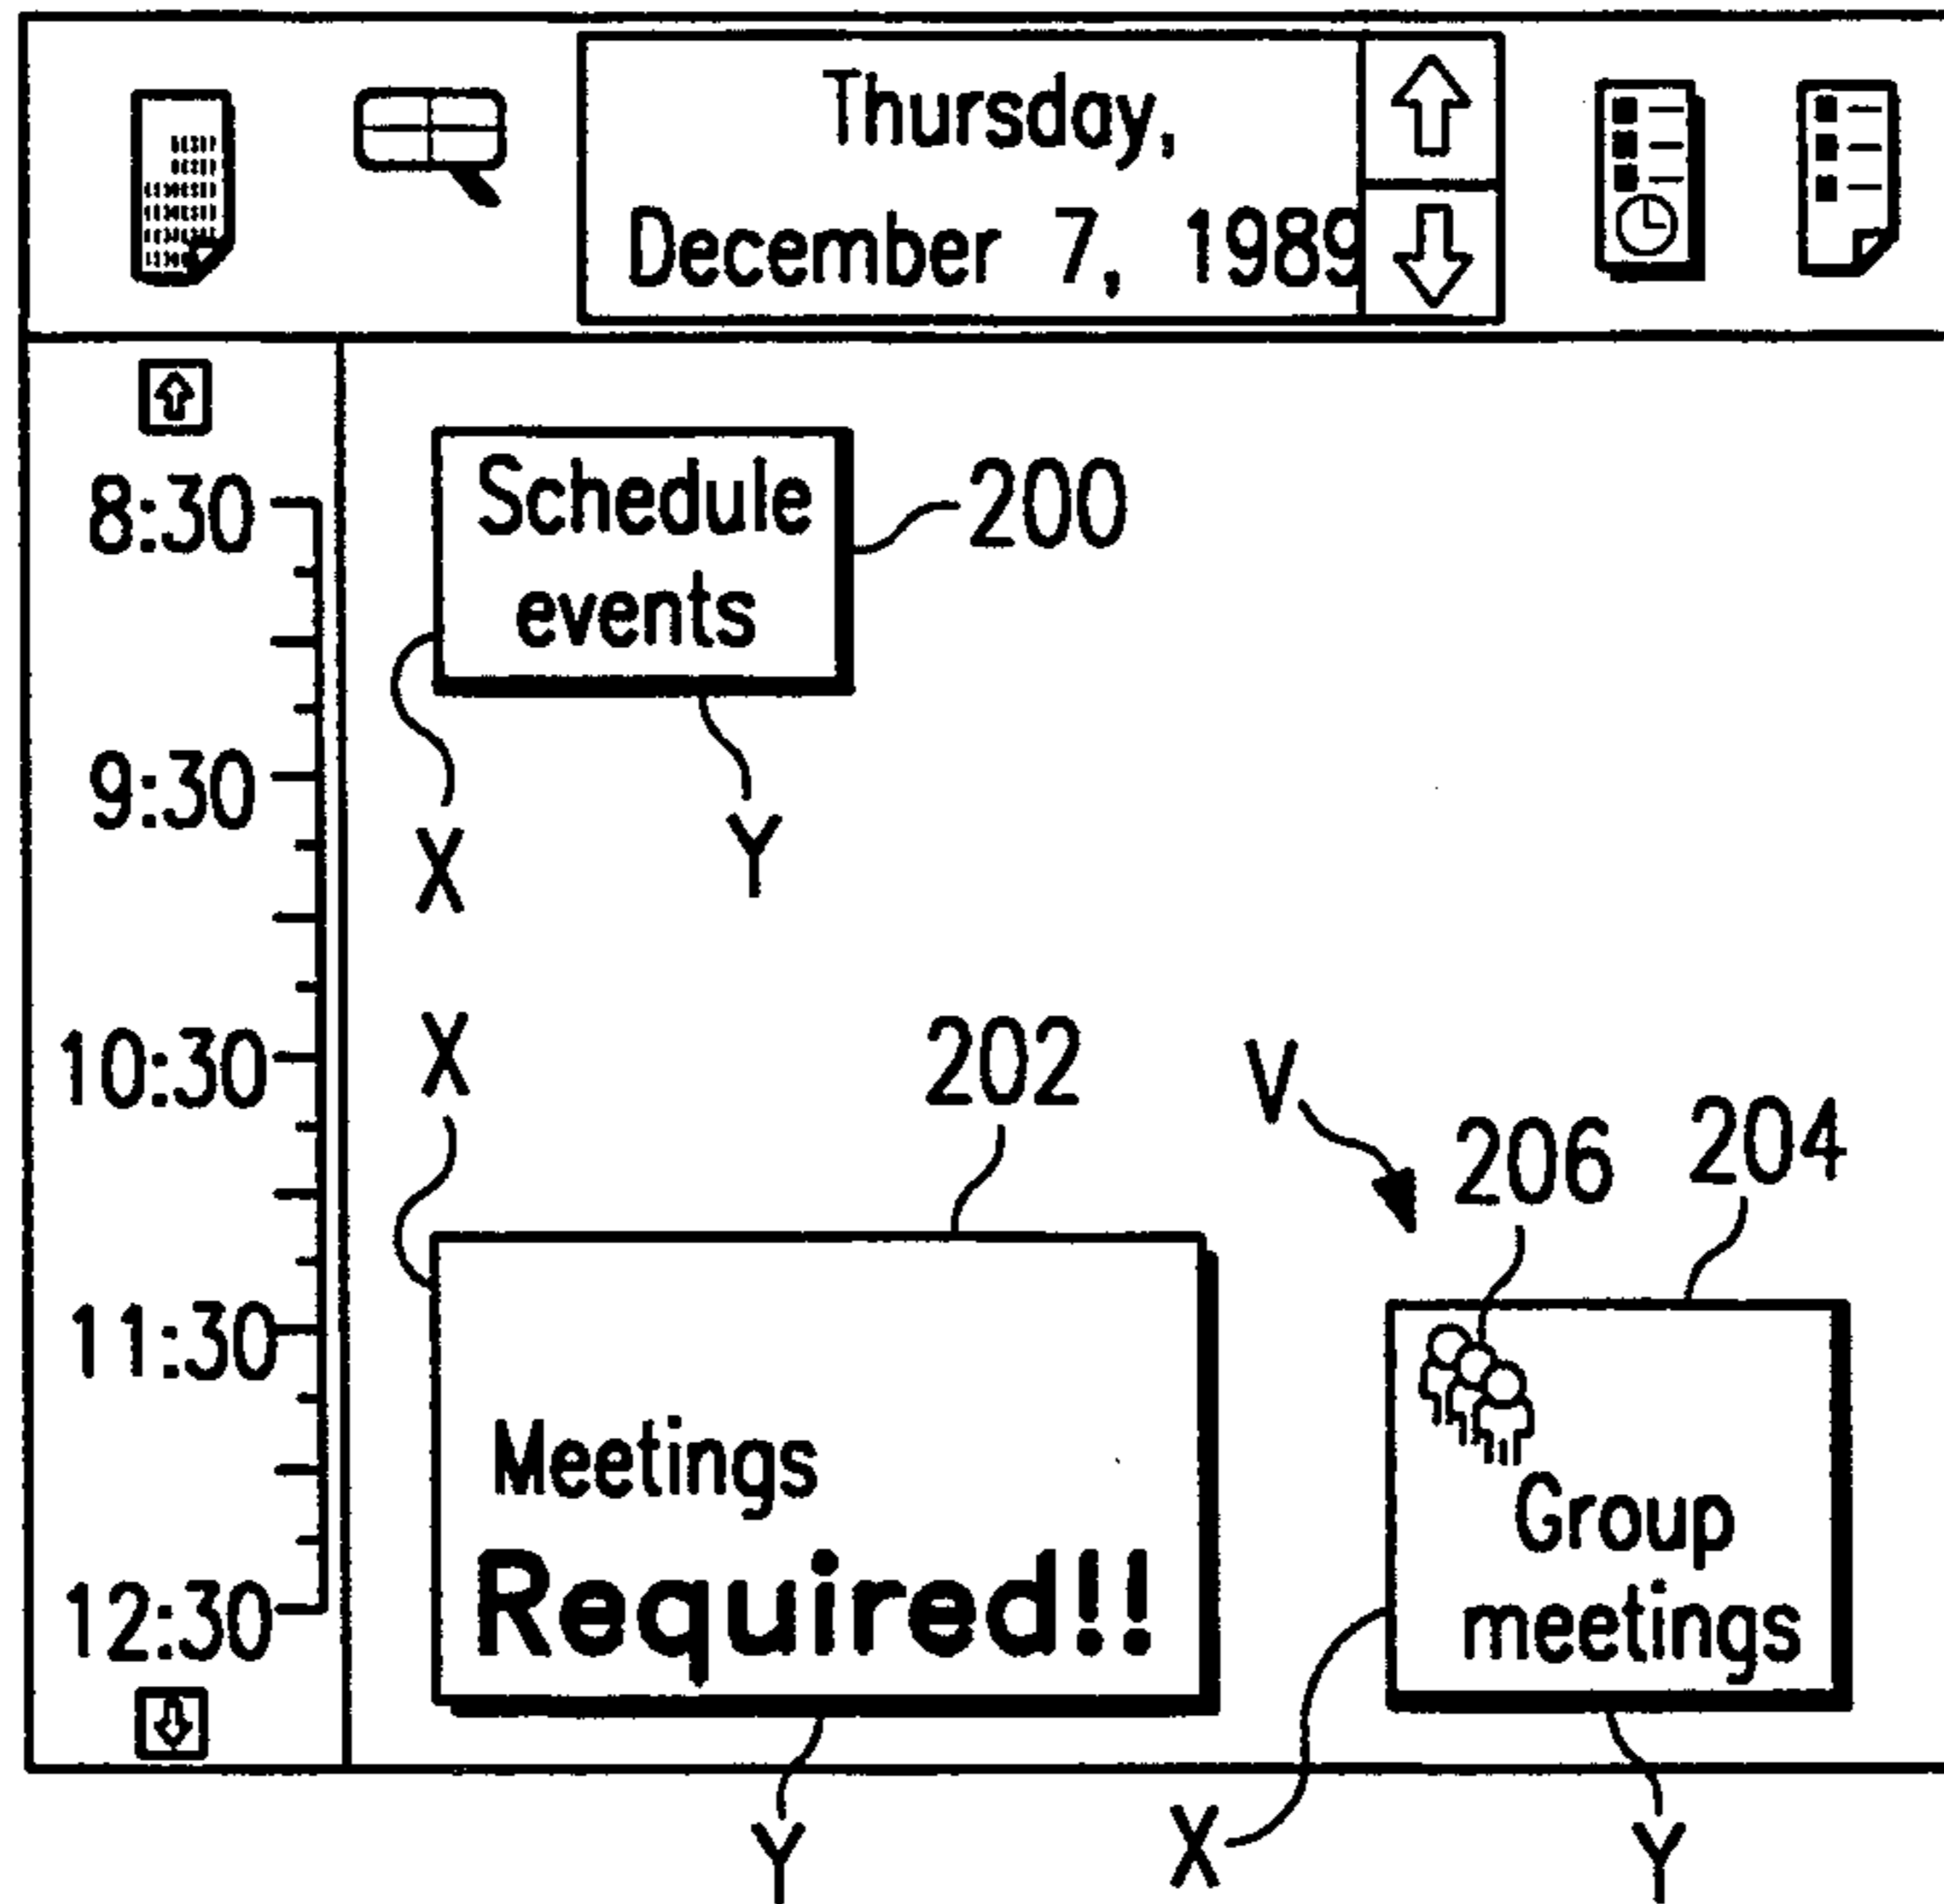 Thursday,
December 7, 1989
8:30
Schedule
events
200
9:30
X
Y
10:30
X
202
V
206
204
11:30
Meetings
Required!!
Group
meetings
12:30
Y
X
Y